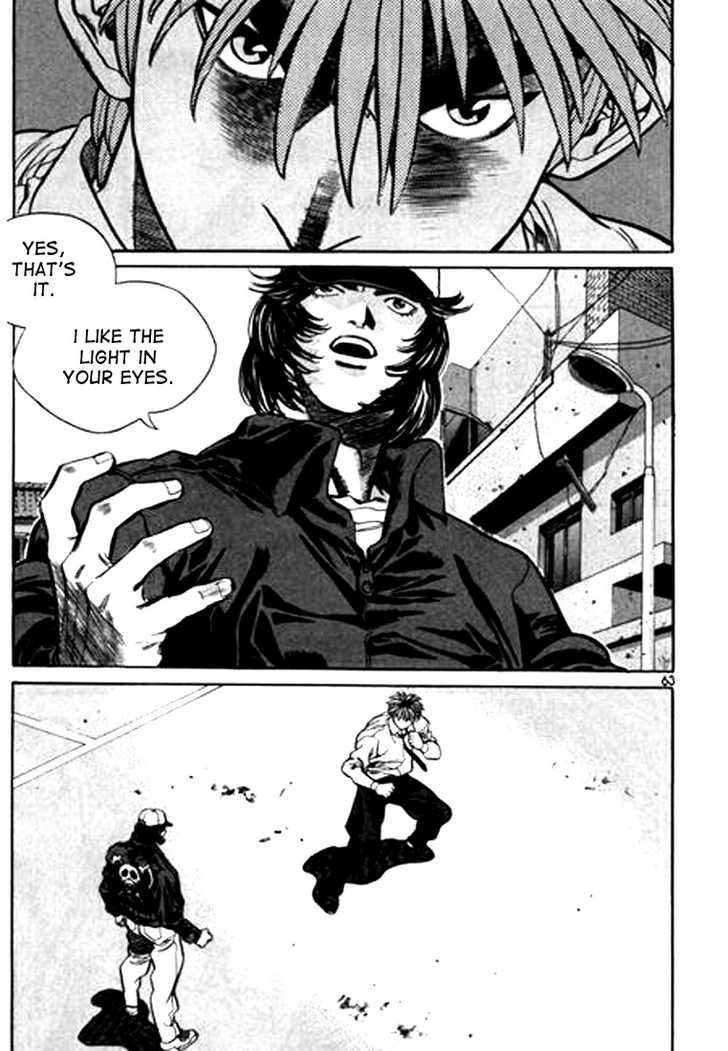 YES,
THAT'S
IT.
I LIKE THE
LIGHT IN
YOUR EYES.
63